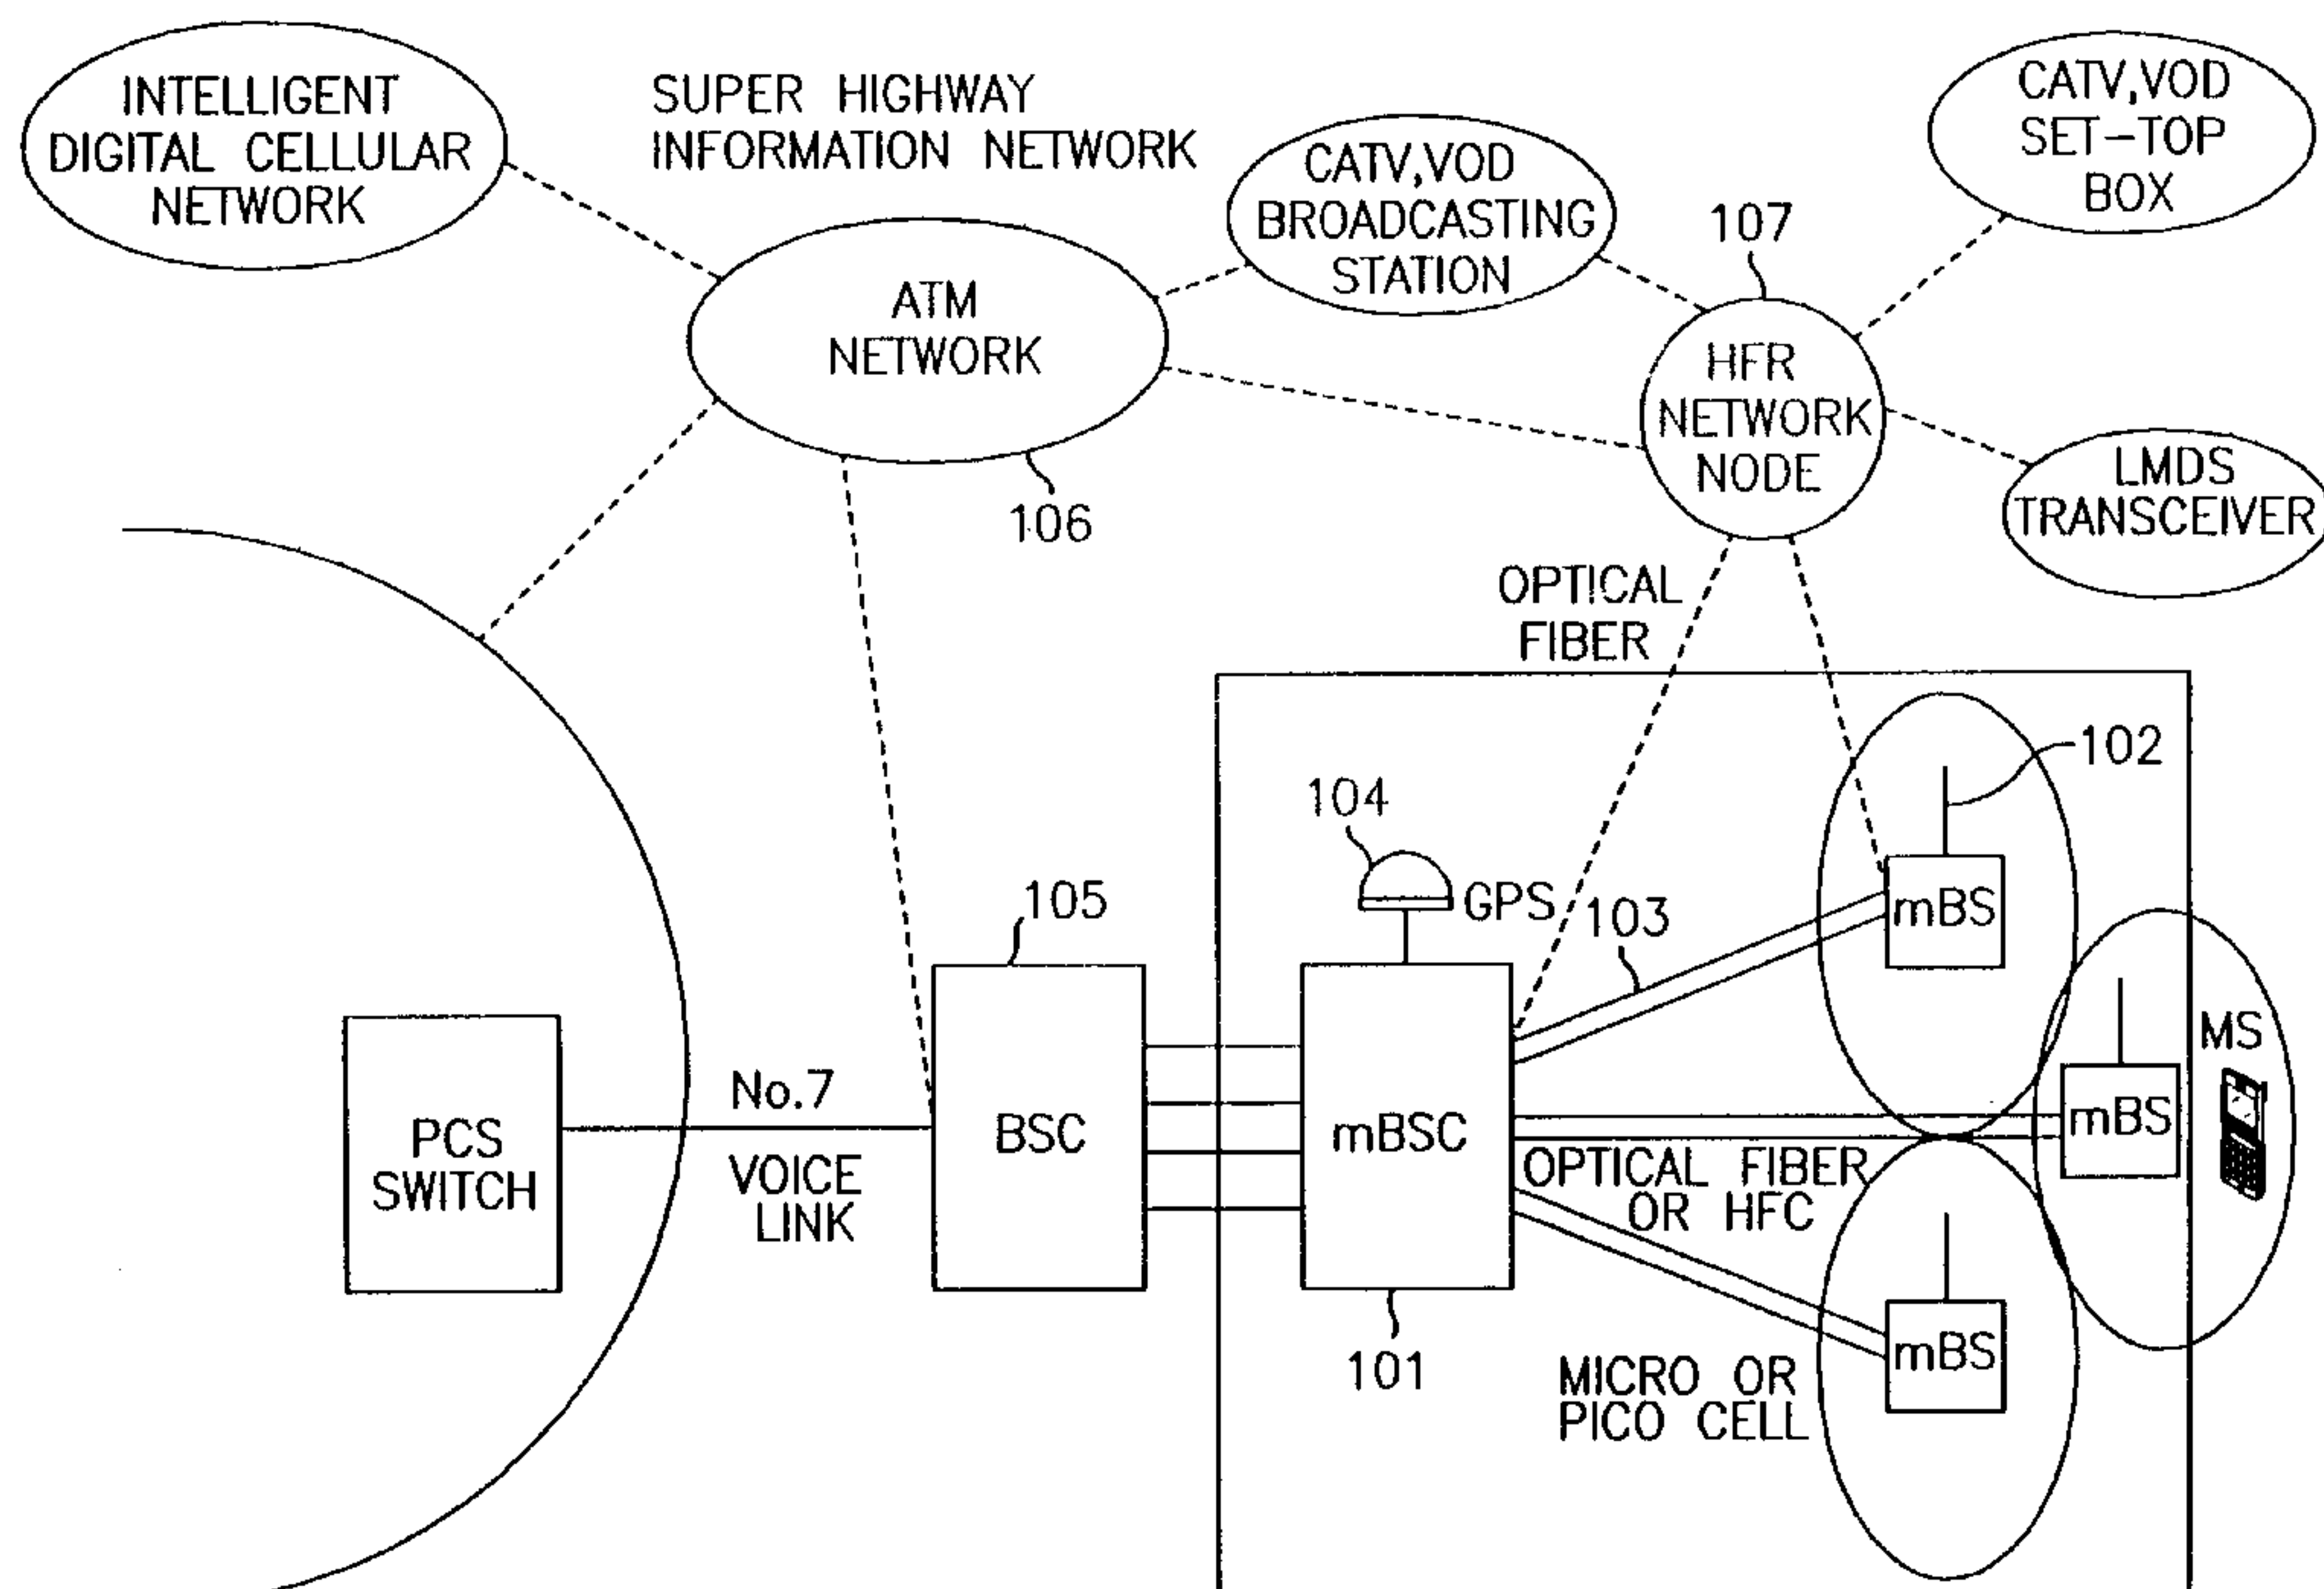 INTELLIGENT
DIGITAL CELLULAR
NETWORK
SUPER HIGHWAY
INFORMATION NETWORK
CATV,VOD
BROADCASTING
STATION
CATV,VOD
SET-TOP
BOX
107
ATM
NETWORK
HFR
NETWORK
NODE
LMDS
TRANSCEIVER
106
OPTICAL
FIBER
102
104
GPS
103
mBS
105
MS
No.7
PCS
SWITCH
VOICE
LINK
BSC
mBSC
mBS
OPTICAL FIBER
OR HFC
101
mBS
MICRO OR
PICO CELL